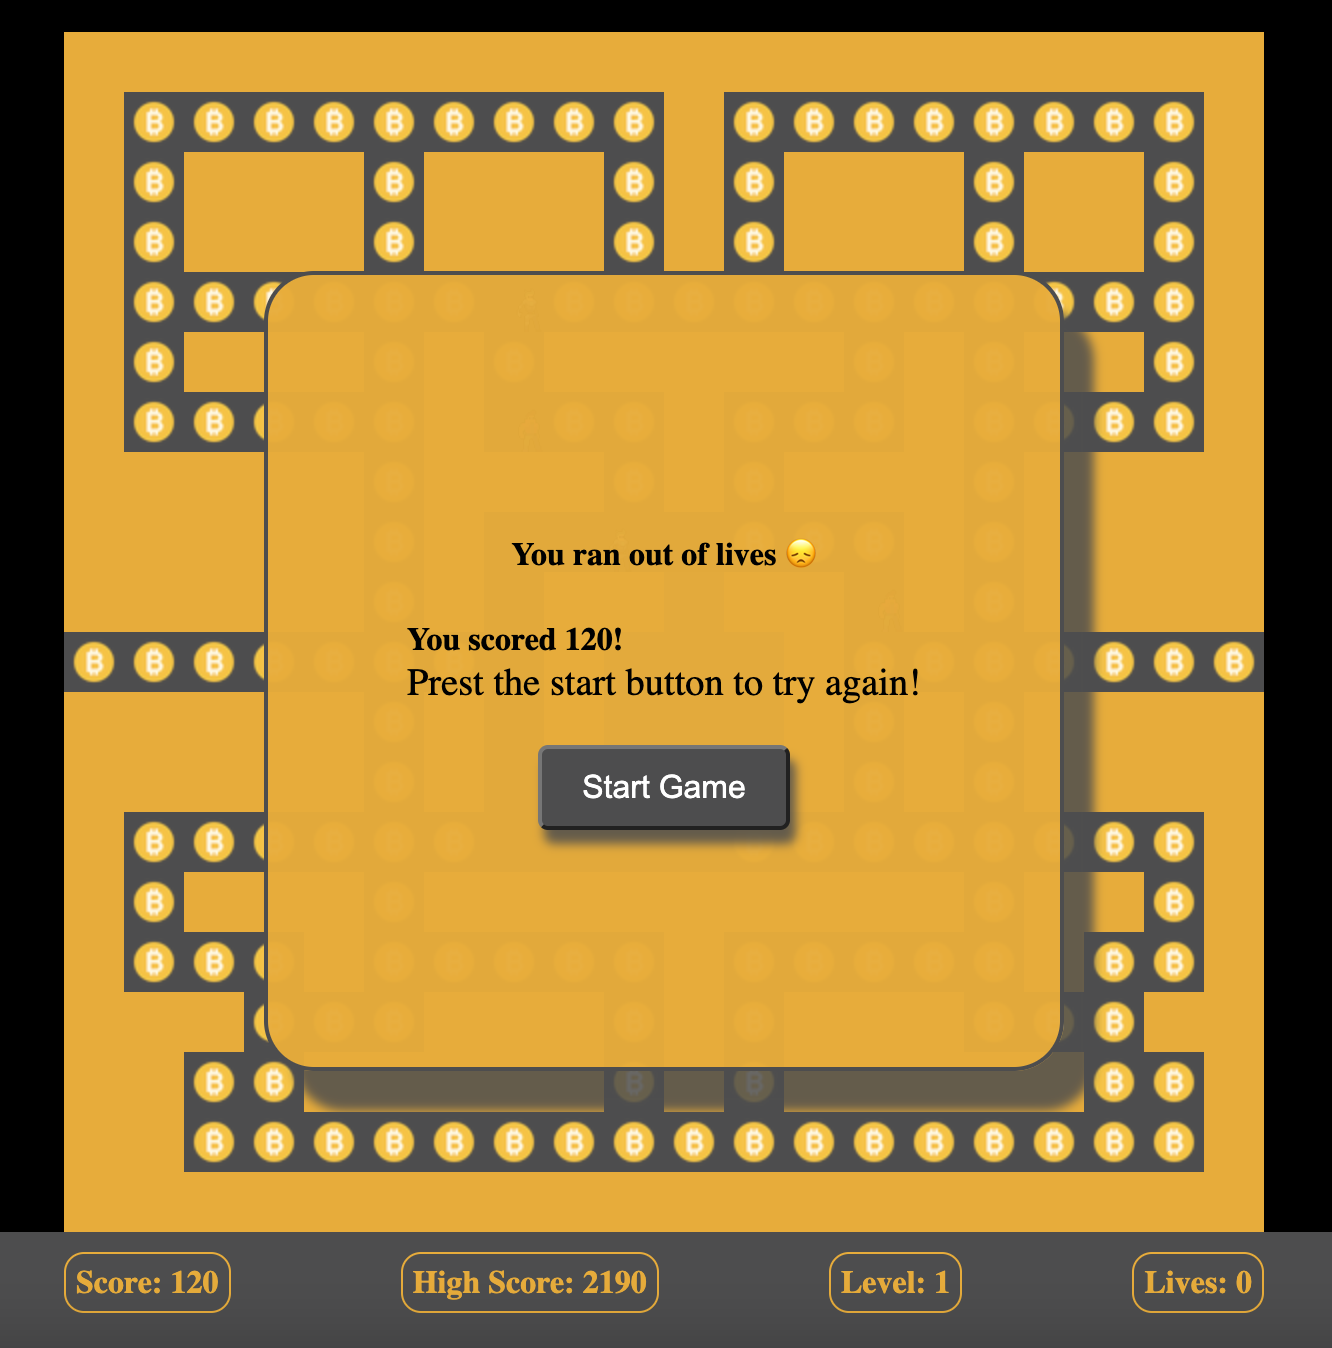 You ran out of lives 😞
You scored 120!
Prest the start button to try again!
Start Game
Score: 120
High Score: 2190
Level: 1
Lives: 0